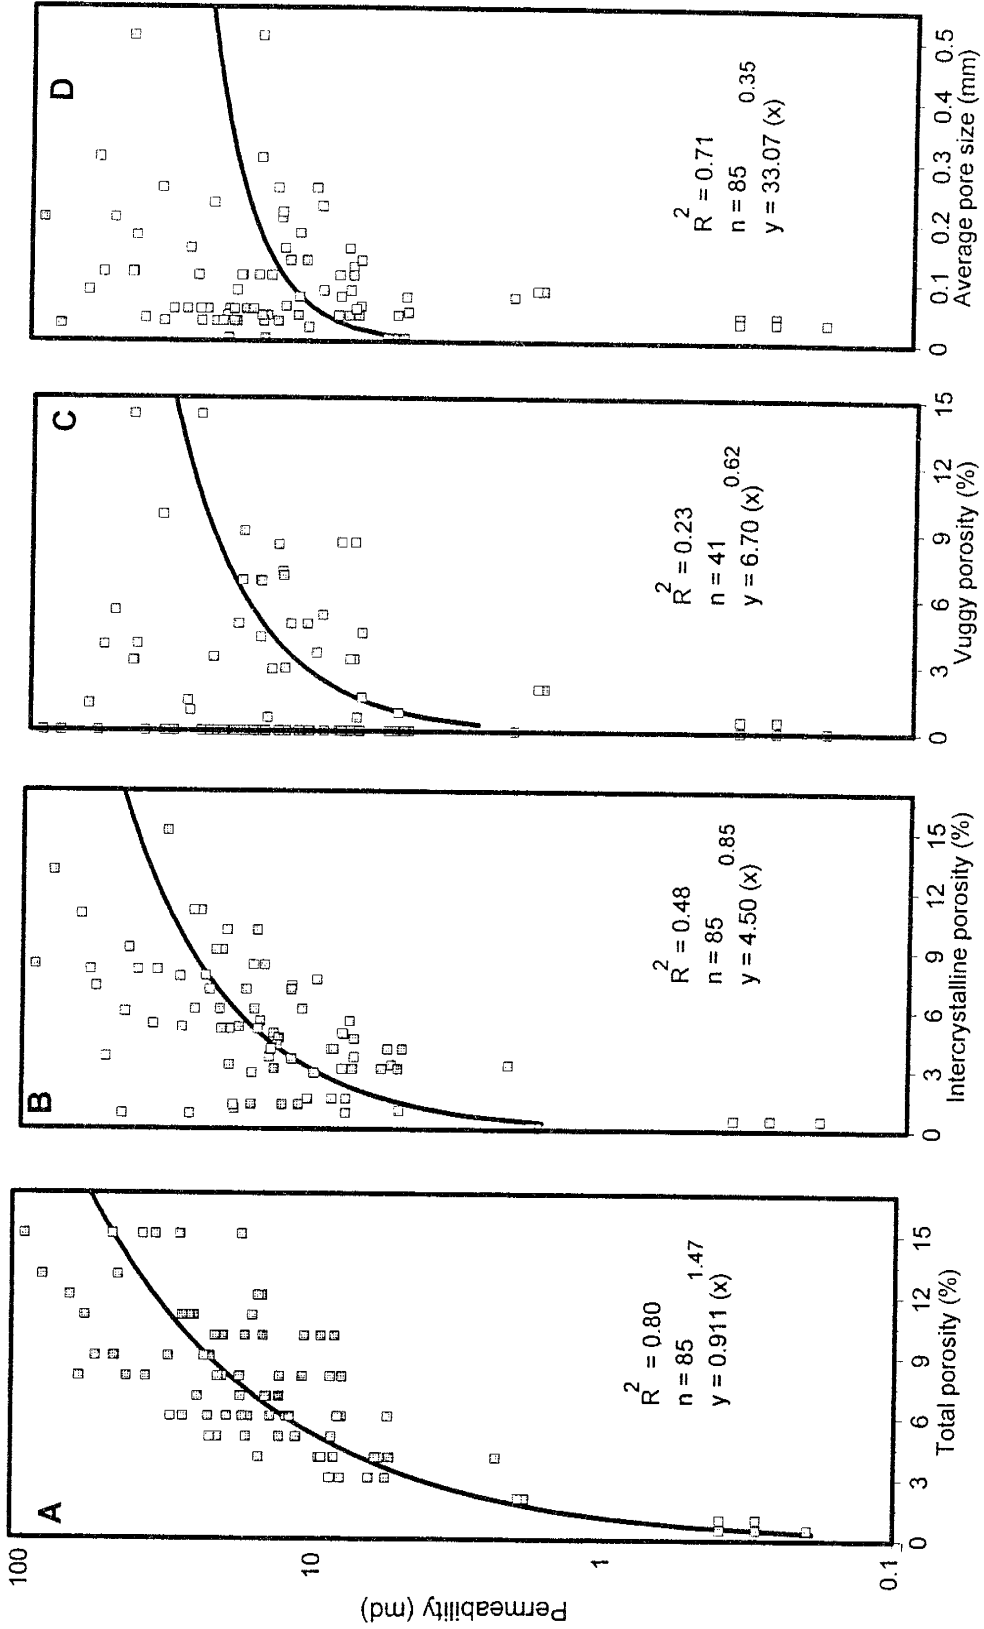 A
R2 = 0.80
n = 85
y = 0.911 (x)1.47
100
10
1
0.1
Permeability (md)
0 3 6 9 12 15
Total porosity (%)
B
R2 = 0.48
n = 85
y = 4.50 (x)0.85
0 3 6 9 12 15
Intercrystalline porosity (%)
C
R2 = 0.23
n = 41
y = 6.70 (x)0.62
0 3 6 9 12 15
Vuggy porosity (%)
D
R2 = 0.71
n = 85
y = 33.07 (x)0.35
0 0.1 0.2 0.3 0.4 0.5
Average pore size (mm)